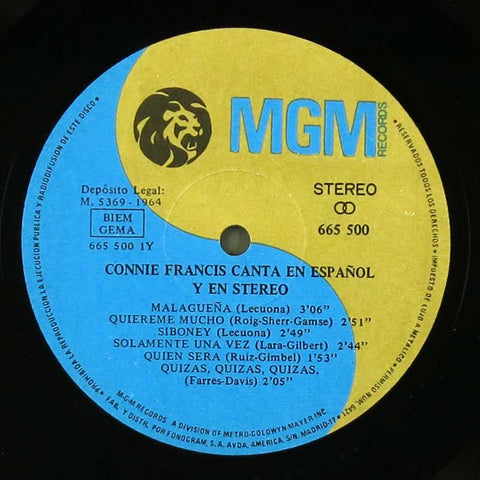 MGM
RECORDS
Depósito Legal:
M. 5369 - 1964
BIEM
GEMA
665 500 1Y
STEREO
665 500
CONNIE FRANCIS CANTA EN ESPAÑOL
Y EN STEREO
MALAGUEÑA (Lecuona) 3'06"
QUIEREME MUCHO (Roig-Sherr-Gamse) 2'51"
SIBONEY (Lecuona) 2'49"
SOLAMENTE UNA VEZ (Lara-Gilbert) 2'44"
QUIEN SERA (Ruiz-Gimbel) 1'53"
QUIZAS, QUIZAS, QUIZAS,
(Farres-Davis) 2'05"
PROHIBIDA LA REPRODUCCION, LA EJECUCION PUBLICA Y RADIODIFUSION DE ESTE DISCO •
• RESERVADOS TODOS LOS DERECHOS • IMPUESTO DE LUJO A METALICO • PERMISO NUM.
M-G-M RECORDS • A DIVISION OF METRO-GOLDWYN-MAYER INC.
• FAB. Y DISTR. POR FONOGRAM, S. A. AVDA. AMERICA, S/N. MADRID-17 •